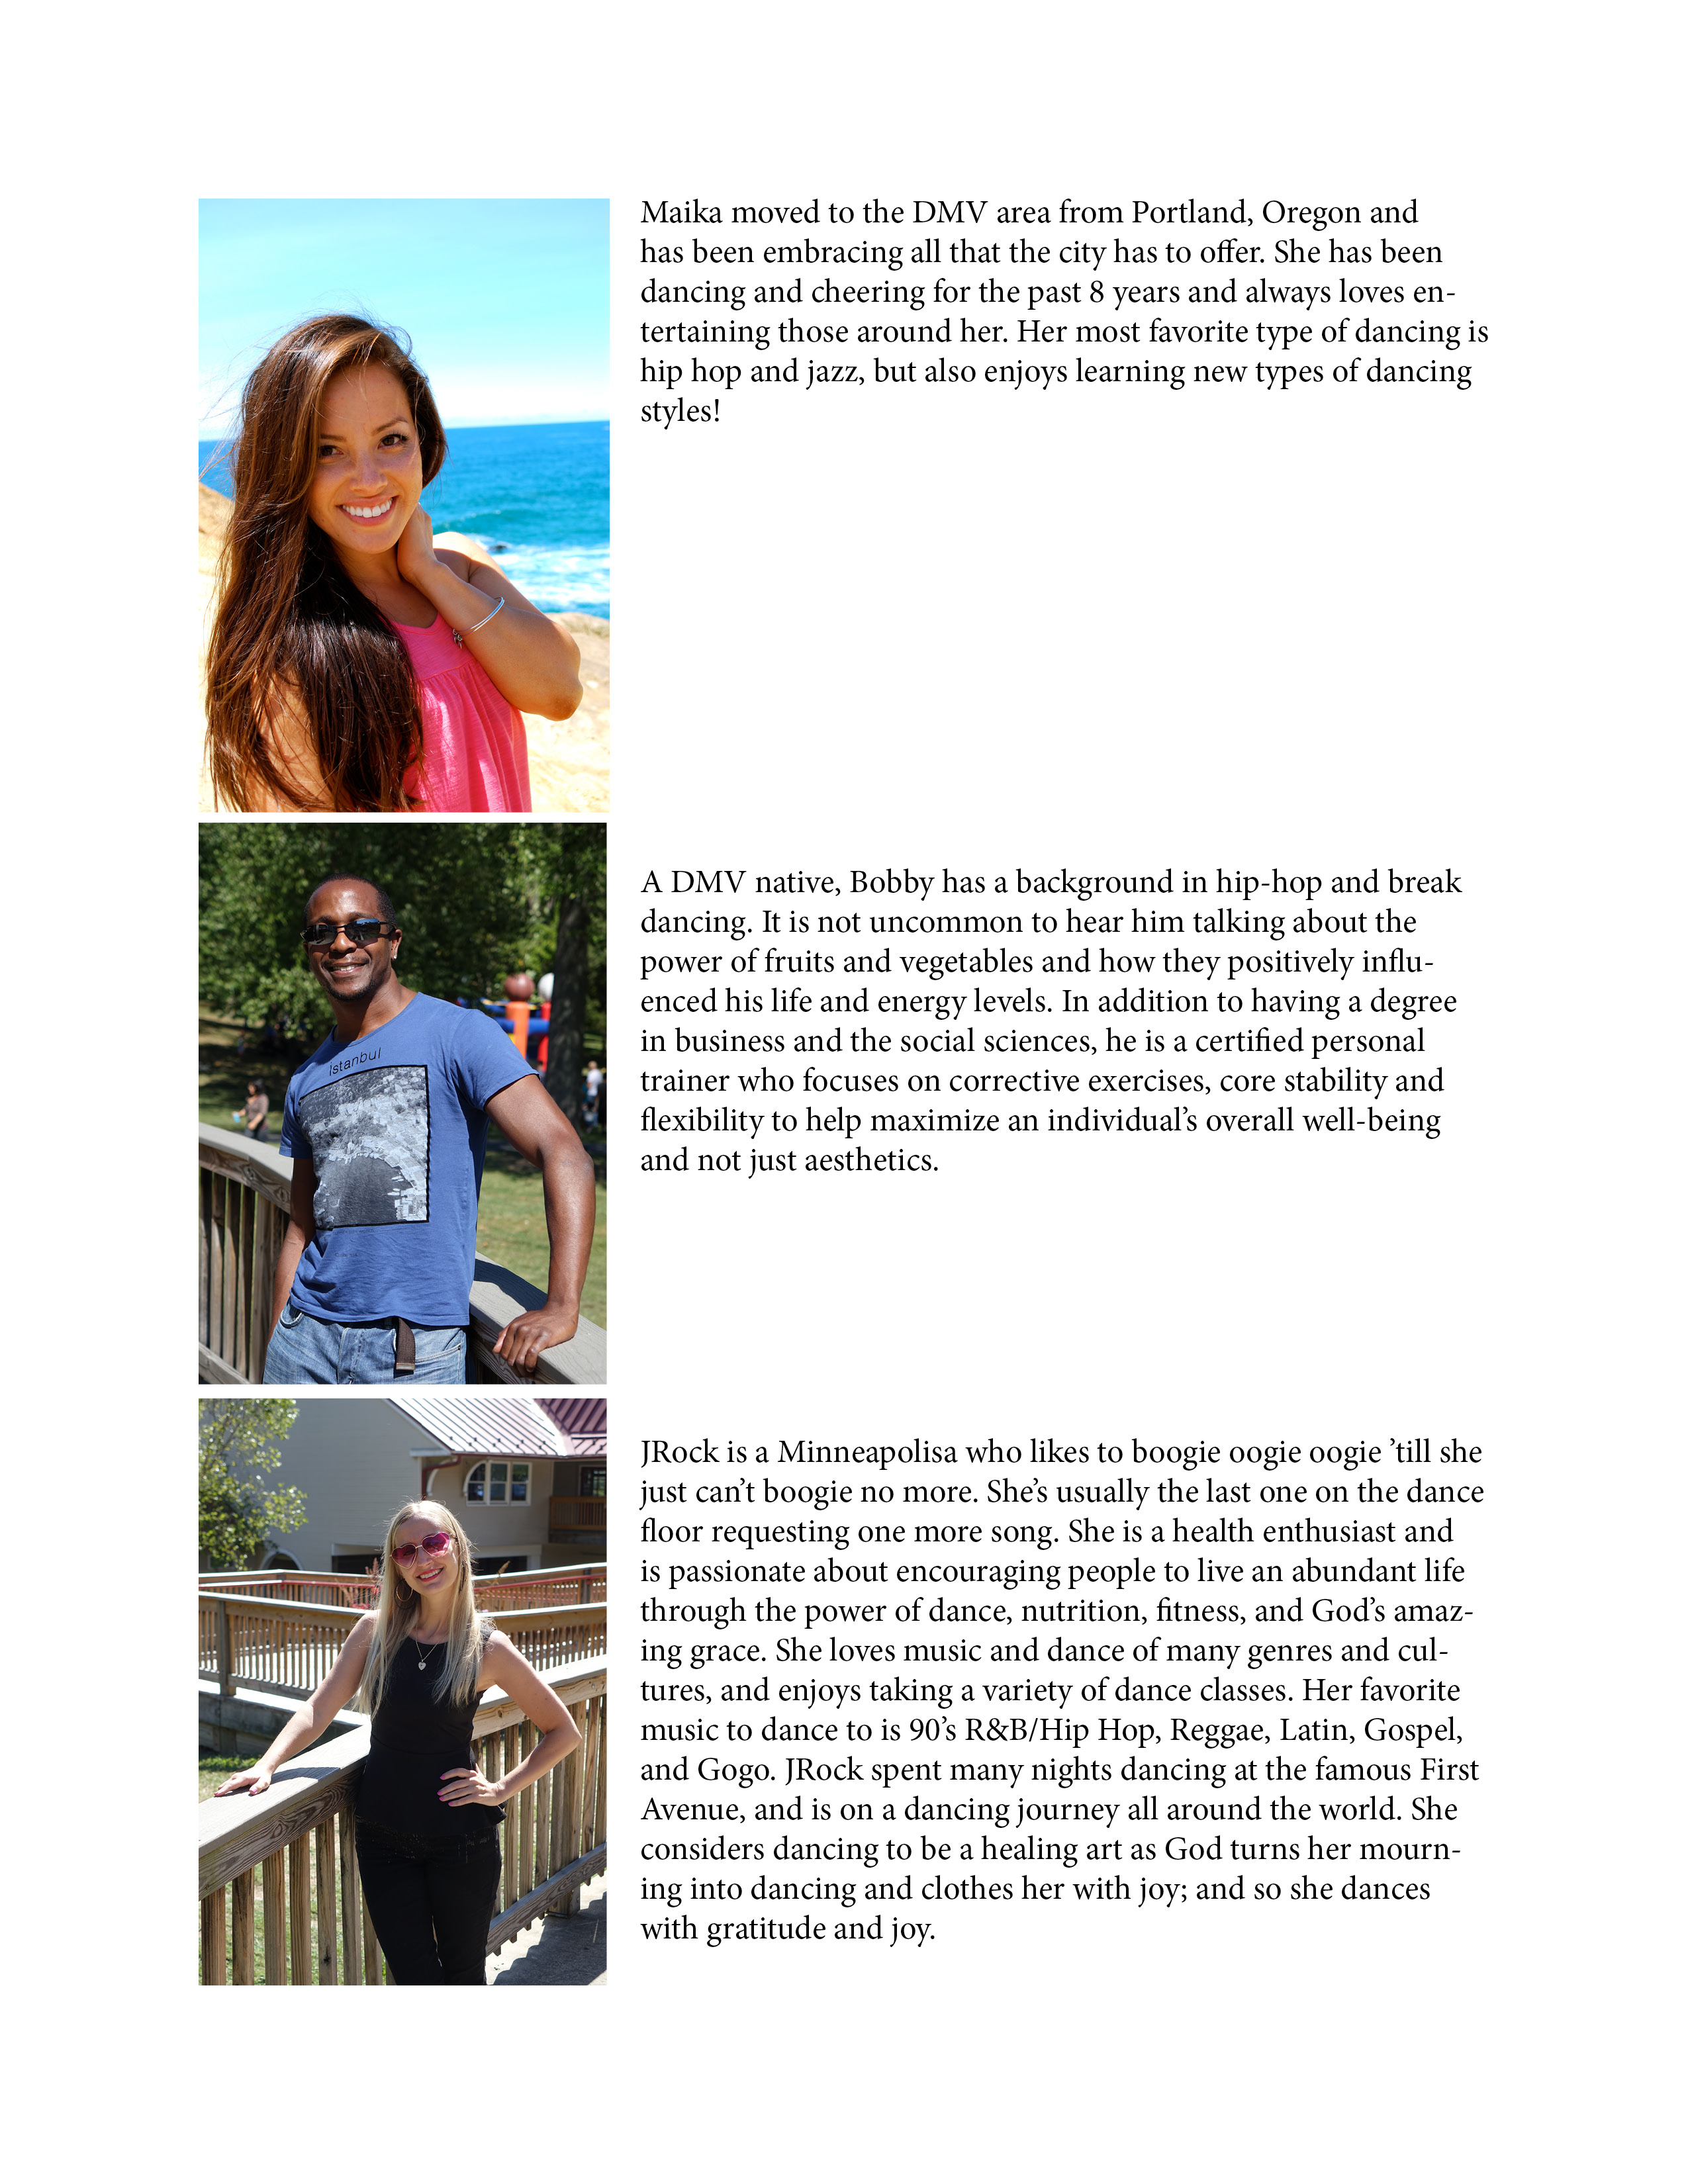 Maika moved to the DMV area from Portland, Oregon and
has been embracing all that the city has to offer. She has been
dancing and cheering for the past 8 years and always loves en-
tertaining those around her. Her most favorite type of dancing is
hip hop and jazz, but also enjoys learning new types of dancing
styles!
Istanbul
A DMV native, Bobby has a background in hip-hop and break
dancing. It is not uncommon to hear him talking about the
power of fruits and vegetables and how they positively influ-
enced his life and energy levels. In addition to having a degree
in business and the social sciences, he is a certified personal
trainer who focuses on corrective exercises, core stability and
flexibility to help maximize an individual’s overall well-being
and not just aesthetics.
JRock is a Minneapolisa who likes to boogie oogie oogie ’till she
just can’t boogie no more. She’s usually the last one on the dance
floor requesting one more song. She is a health enthusiast and
is passionate about encouraging people to live an abundant life
through the power of dance, nutrition, fitness, and God’s amaz-
ing grace. She loves music and dance of many genres and cul-
tures, and enjoys taking a variety of dance classes. Her favorite
music to dance to is 90’s R&B/Hip Hop, Reggae, Latin, Gospel,
and Gogo. JRock spent many nights dancing at the famous First
Avenue, and is on a dancing journey all around the world. She
considers dancing to be a healing art as God turns her mourn-
ing into dancing and clothes her with joy; and so she dances
with gratitude and joy.